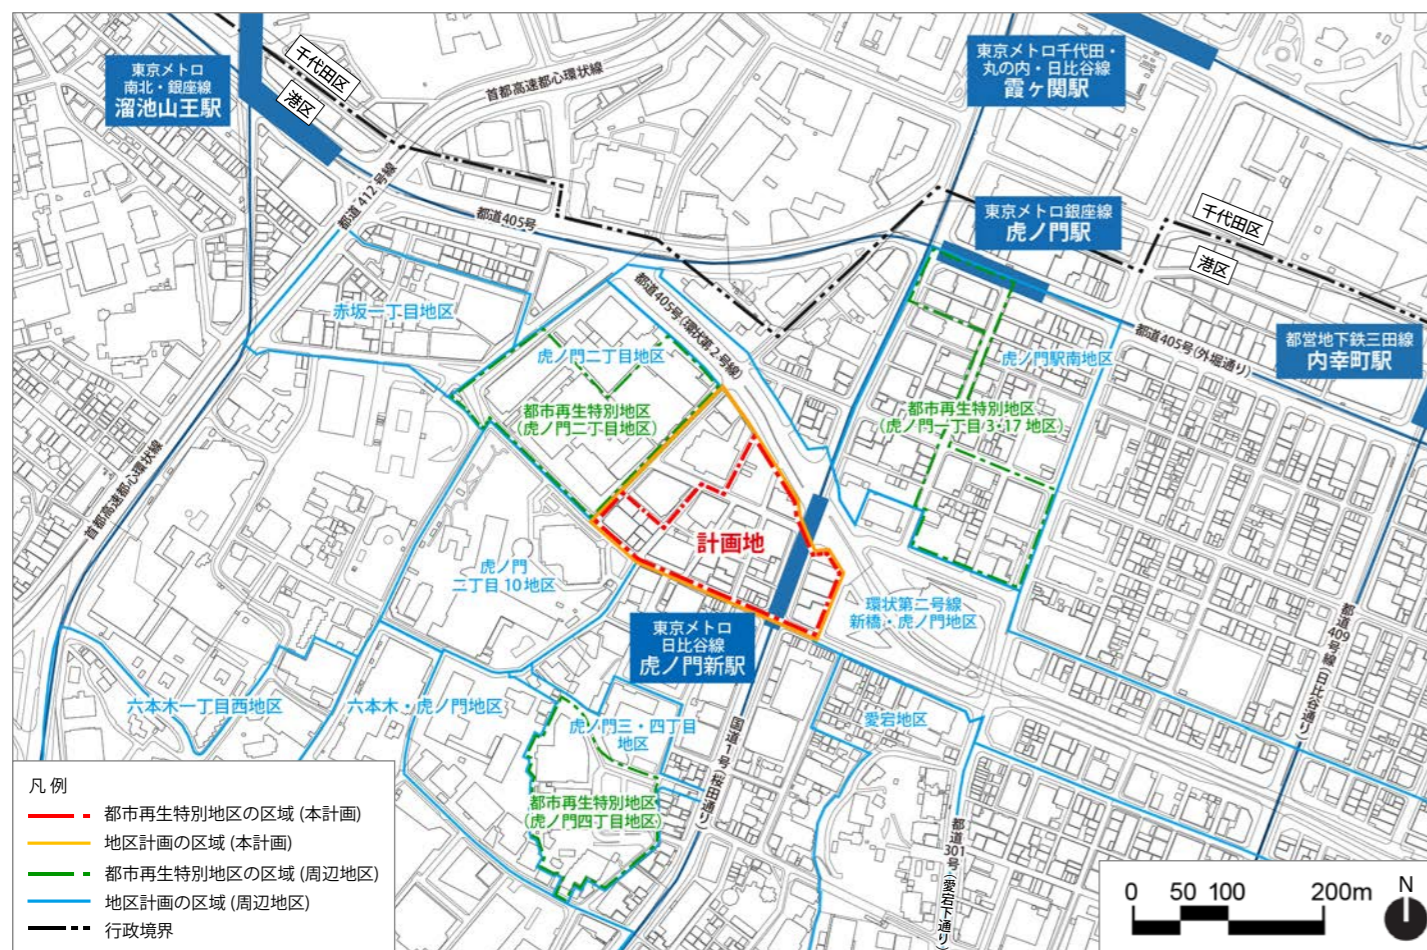 東京メトロ
南北・銀座線
溜池山王駅
千代田区
港区
首都高速都心環状線
東京メトロ千代田・
丸の内・日比谷線
霞ヶ関駅
都道412号線
都道405号
東京メトロ銀座線
虎ノ門駅
千代田区
港区
赤坂一丁目地区
都道405号(環状第2号線)
都道405号(外堀通り)
都営地下鉄三田線
内幸町駅
虎ノ門二丁目地区
虎ノ門駅南地区
都市再生特別地区
(虎ノ門二丁目地区)
都市再生特別地区
(虎ノ門一丁目3・17地区)
首都高速都心環状線
計画地
虎ノ門
二丁目10地区
環状第二号線
新橋・虎ノ門地区
東京メトロ
日比谷線
虎ノ門新駅
都道409号線(日比谷通り)
六本木一丁目西地区
六本木・虎ノ門地区
虎ノ門三・四丁目
地区
国道1号(桜田通り)
愛宕地区
都市再生特別地区
(虎ノ門四丁目地区)
都道301号(愛宕下通り)
凡例
都市再生特別地区の区域(本計画)
地区計画の区域(本計画)
都市再生特別地区の区域(周辺地区)
地区計画の区域(周辺地区)
行政境界
0 50 100 200m
N